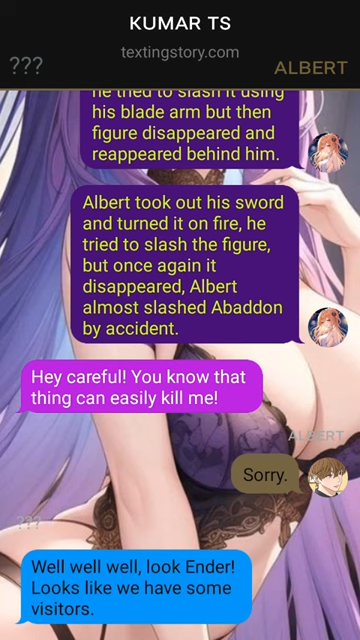 KUMAR TS
textingstory.com
???
ALBERT
he tried to slash it using
his blade arm but then
figure disappeared and
reappeared behind him.
Albert took out his sword
and turned it on fire, he
tried to slash the figure,
but once again it
disappeared, Albert
almost slashed Abaddon
by accident.
Hey careful! You know that
thing can easily kill me!
ALBERT
Sorry.
???
Well well well, look Ender!
Looks like we have some
visitors.